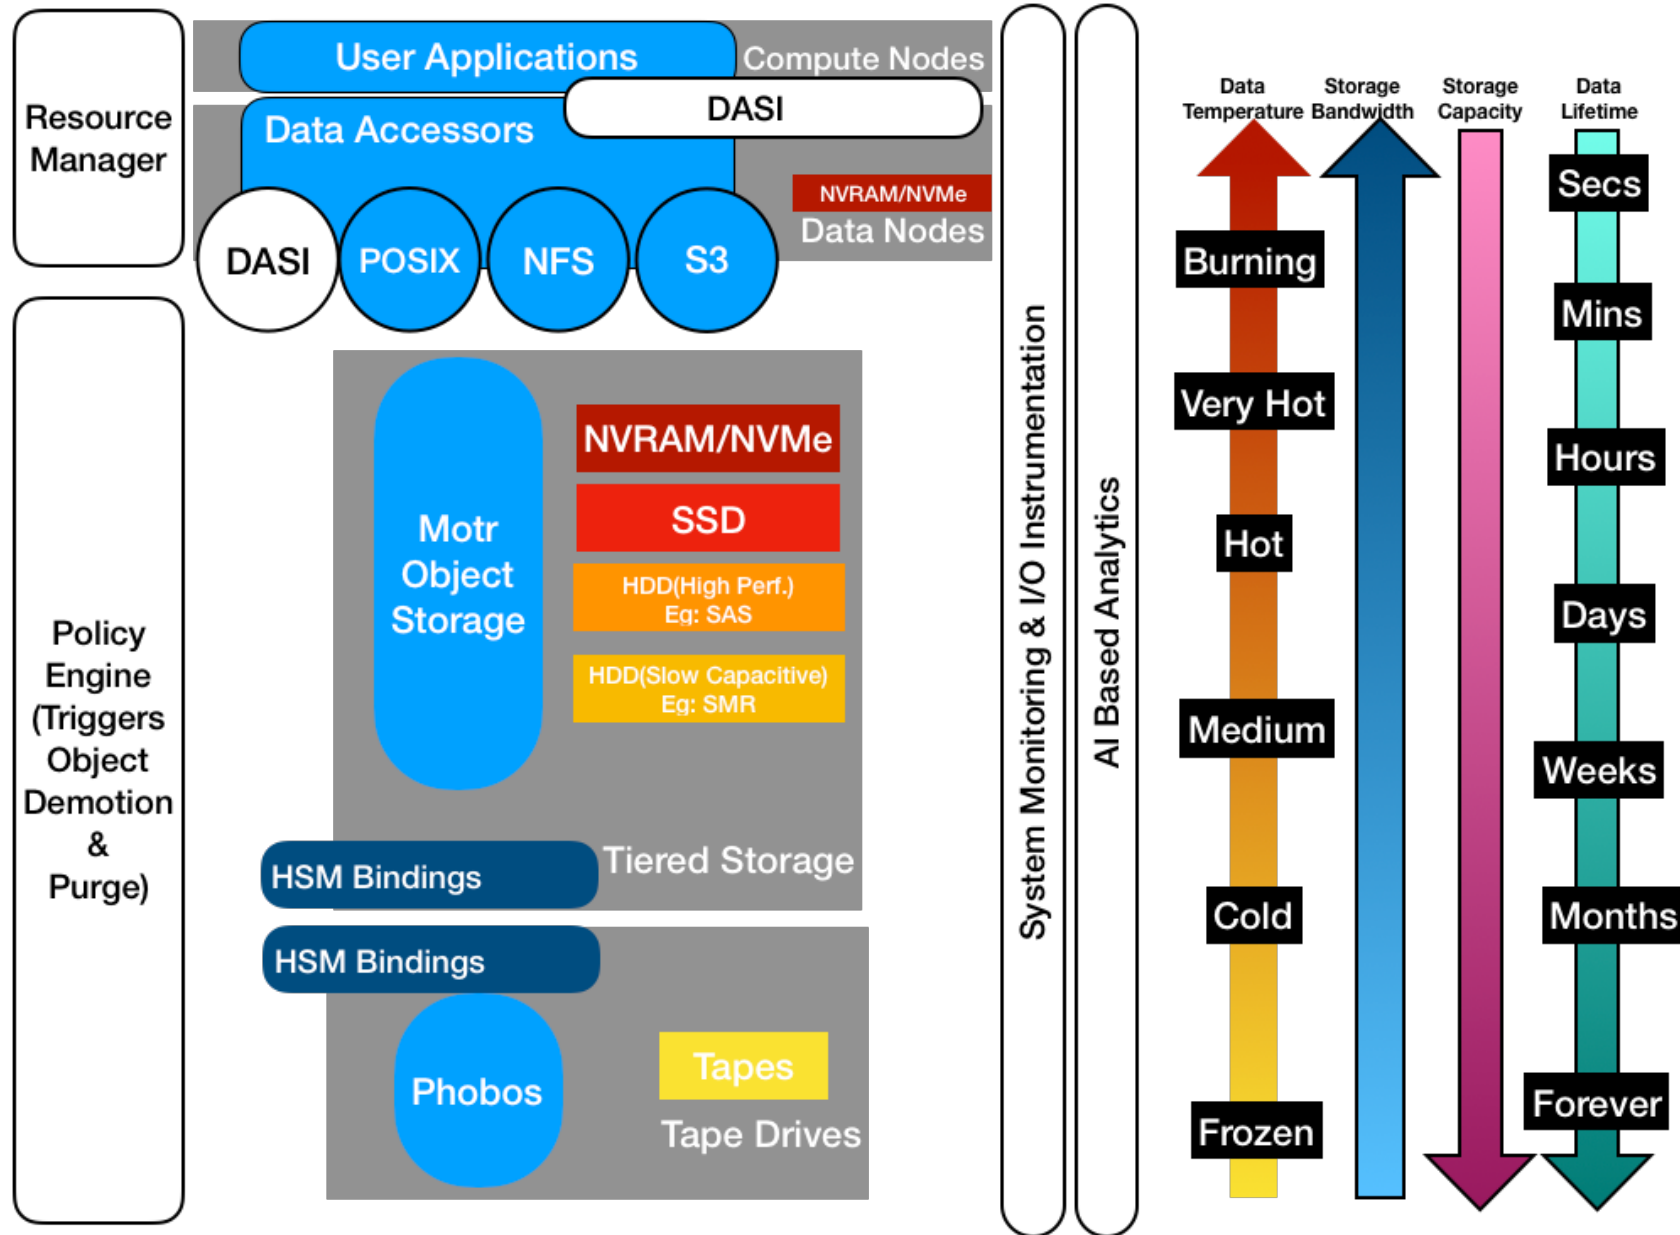 Resource
Manager
User Applications
Compute Nodes
DASI
Data Accessors
NVRAM/NVMe
Data Nodes
DASI
POSIX
NFS
S3
Policy
Engine
(Triggers
Object
Demotion
&
Purge)
Motr
Object
Storage
NVRAM/NVMe
SSD
HDD(High Perf.)
Eg: SAS
HDD(Slow Capacitive)
Eg: SMR
HSM Bindings
Tiered Storage
HSM Bindings
Phobos
Tapes
Tape Drives
System Monitoring & I/O Instrumentation
AI Based Analytics
Data
Temperature
Storage
Bandwidth
Storage
Capacity
Data
Lifetime
Burning
Very Hot
Hot
Medium
Cold
Frozen
Secs
Mins
Hours
Days
Weeks
Months
Forever